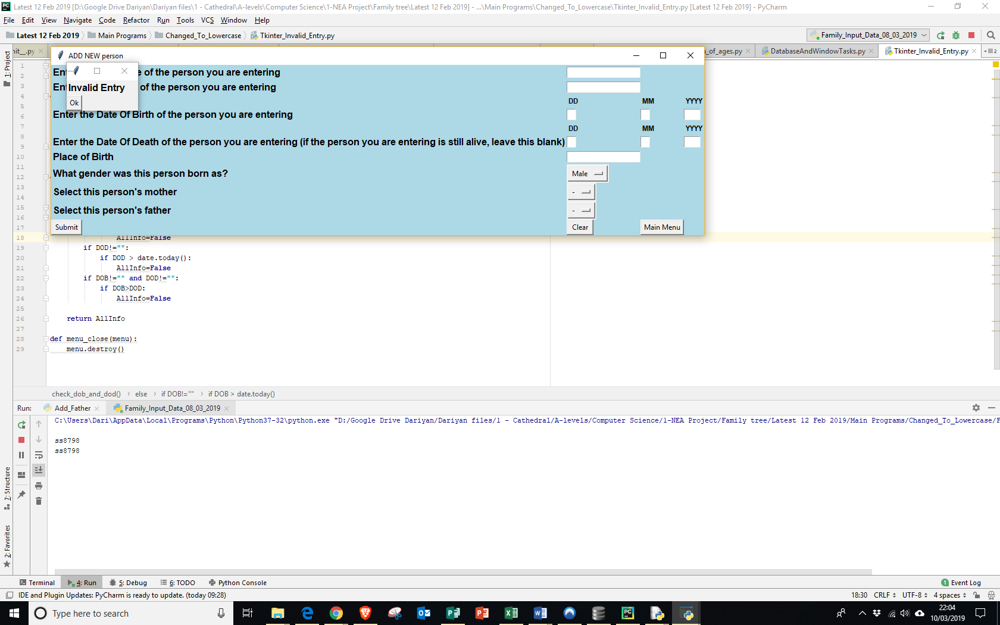 Latest 12 Feb 2019 [D:\Google Drive Dariyan\Dariyan files\1 - Cathedral\A-levels\Computer Science\1-NEA Project\Family tree\Latest 12 Feb 2019] - ...\Main Programs\Changed_To_Lowercase\Tkinter_Invalid_Entry.py [Latest 12 Feb 2019] - PyCharm
File Edit View Navigate Code Refactor Run Tools VCS Window Help
Latest 12 Feb 2019 Main Programs Changed_To_Lowercase Tkinter_Invalid_Entry.py Family_Input_Data_08_03_2019
nit__.py n_of_ages.py DatabaseAndWindowTasks.py Tkinter_Invalid_Entry.py 2
1: Project
ADD NEW person
Ent e of the person you are entering
Ent of the person you are entering
Invalid Entry
Ok
DD MM YYYY
Enter the Date Of Birth of the person you are entering
DD MM YYYY
Enter the Date Of Death of the person you are entering (if the person you are entering is still alive, leave this blank)
Place of Birth
What gender was this person born as? Male
Select this person's mother -
Select this person's father -
Submit Clear Main Menu
1
2
3
4
5
6
7
8
9
10
11
12
13
14
15
16
17
18 AllInfo=False
19 if DOD!="":
20 if DOD > date.today():
21 AllInfo=False
22 if DOB!="" and DOD!="":
23 if DOB>DOD:
24 AllInfo=False
25
26 return AllInfo
27
28 def menu_close(menu):
29 menu.destroy()
check_dob_and_dod() else if DOB!="" if DOB > date.today()
Run: Add_Father Family_Input_Data_08_03_2019
C:\Users\Dari\AppData\Local\Programs\Python\Python37-32\python.exe "D:/Google Drive Dariyan/Dariyan files/1 - Cathedral/A-levels/Computer Science/1-NEA Project/Family tree/Latest 12 Feb 2019/Main Programs/Changed_To_Lowercase/F
ss8798
ss8798
7: Structure
2: Favorites
Terminal 4: Run 5: Debug 6: TODO Python Console 1 Event Log
IDE and Plugin Updates: PyCharm is ready to update. (today 09:28) 18:30 CRLF UTF-8 4 spaces
Type here to search
22:04
10/03/2019